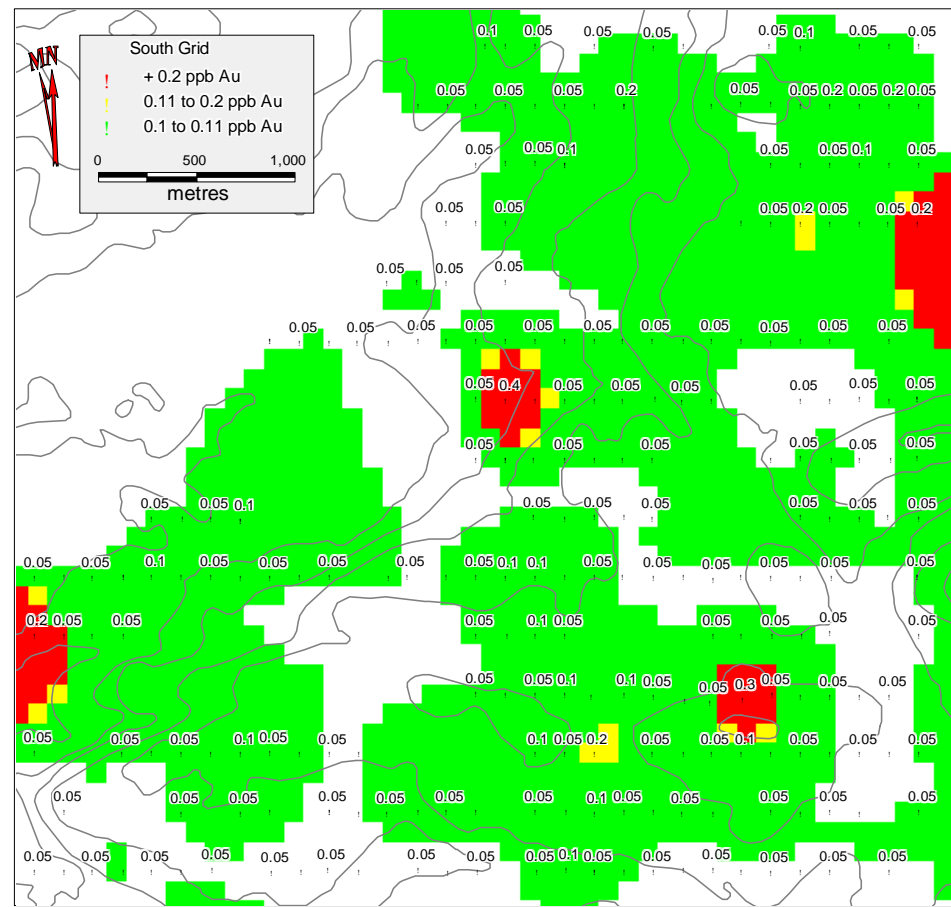 0.1 0.05 0.05 0.05 0.05 0.1 0.05 0.05
South Grid
MN
+ 0.2 ppb Au
0.11 to 0.2 ppb Au
0.1 to 0.11 ppb Au
0 500 1,000
metres
0.05 0.05 0.05 0.2 0.05 0.05 0.2 0.05 0.2 0.05
0.05 0.05 0.1 0.05 0.05 0.1 0.05
0.05 0.05 0.05 0.2 0.05 0.05 0.2
0.05 0.05 0.05
0.05 0.05 0.05 0.05 0.05 0.05 0.05 0.05 0.05 0.05 0.05
0.05 0.4 0.05 0.05 0.05 0.05 0.05 0.05
0.05 0.05 0.05 0.05 0.05 0.05 0.05
0.05 0.05 0.1 0.05 0.05 0.05 0.05 0.05
0.05 0.05 0.1 0.05 0.05 0.05 0.05 0.05 0.1 0.1 0.05 0.05 0.05 0.05
0.2 0.05 0.05 0.05 0.1 0.05 0.05 0.05 0.05 0.05
0.05 0.05 0.1 0.1 0.05 0.05 0.3 0.05 0.05 0.05
0.05 0.05 0.05 0.1 0.05 0.05 0.05 0.05 0.1 0.05 0.2 0.05 0.05 0.1 0.05 0.05
0.05 0.05 0.05 0.05 0.05 0.05 0.05 0.05 0.1 0.05 0.05 0.05 0.05
0.05 0.05 0.05 0.05 0.05 0.05 0.05 0.05 0.05 0.1 0.05 0.05 0.05 0.05 0.05 0.05